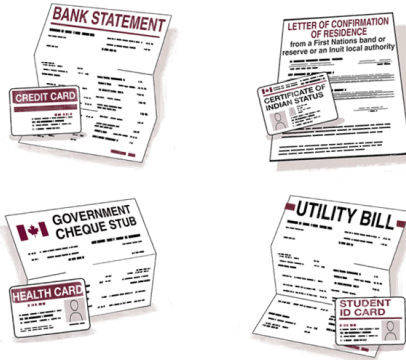 BANK STATEMENT
CREDIT CARD
LETTER OF CONFIRMATION
OF RESIDENCE
from a First Nations band or
reserve or an Inuit local authority
CERTIFICATE OF
INDIAN STATUS
GOVERNMENT
CHEQUE STUB
HEALTH CARD
UTILITY BILL
STUDENT
ID CARD